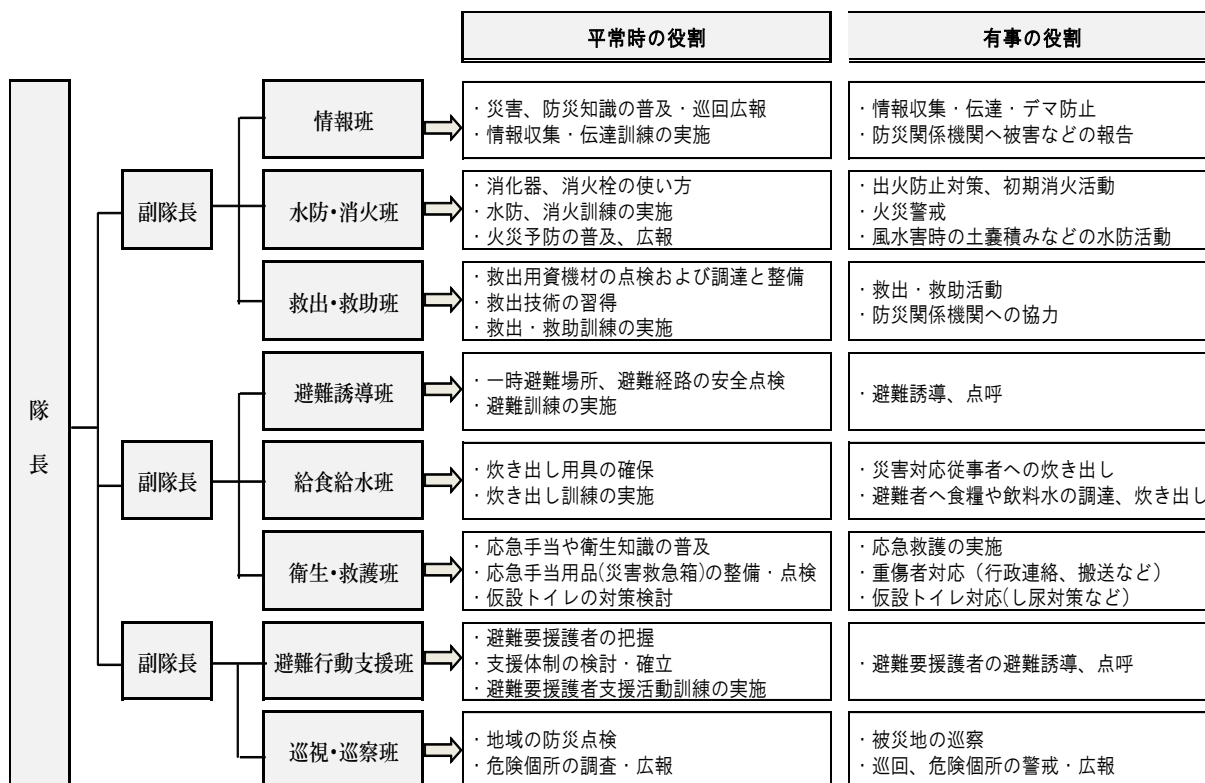 平常時の役割
有事の役割
隊長
副隊長
情報班
・災害、防災知識の普及・巡回広報
・情報収集・伝達訓練の実施
・情報収集・伝達・デマ防止
・防災関係機関へ被害などの報告
水防・消火班
・消化器、消火栓の使い方
・水防、消火訓練の実施
・火災予防の普及、広報
・出火防止対策、初期消火活動
・火災警戒
・風水害時の土嚢積みなどの水防活動
救出・救助班
・救出用資機材の点検および調達と整備
・救出技術の習得
・救出・救助訓練の実施
・救出・救助活動
・防災関係機関への協力
副隊長
避難誘導班
・一時避難場所、避難経路の安全点検
・避難訓練の実施
・避難誘導、点呼
給食給水班
・炊き出し用具の確保
・炊き出し訓練の実施
・災害対応従事者への炊き出し
・避難者へ食糧や飲料水の調達、炊き出し
衛生・救護班
・応急手当や衛生知識の普及
・応急手当用品(災害救急箱)の整備・点検
・仮設トイレの対策検討
・応急救護の実施
・重傷者対応（行政連絡、搬送など）
・仮設トイレ対応(し尿対策など）
副隊長
避難行動支援班
・避難要援護者の把握
・支援体制の検討・確立
・避難要援護者支援活動訓練の実施
・避難要援護者の避難誘導、点呼
巡視・巡察班
・地域の防災点検
・危険個所の調査・広報
・被災地の巡察
・巡回、危険個所の警戒・広報